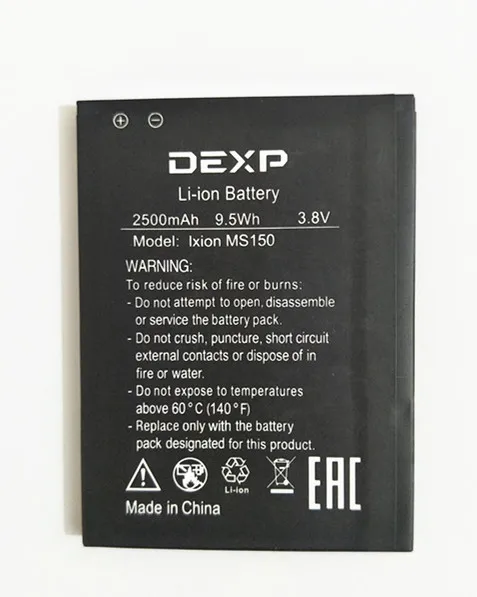 + -
DEXP
Li-ion Battery
2500mAh 9.5Wh 3.8V
Model: Ixion MS150
WARNING:
To reduce risk of fire or burns:
- Do not attempt to open, disassemble
or service the battery pack.
- Do not crush, puncture, short circuit
external contacts or dispose of in
fire or water.
- Do not expose to temperatures
above 60°C (140°F)
- Replace only with the battery
pack designated for this product.
Li-ion
EAC
Made in China